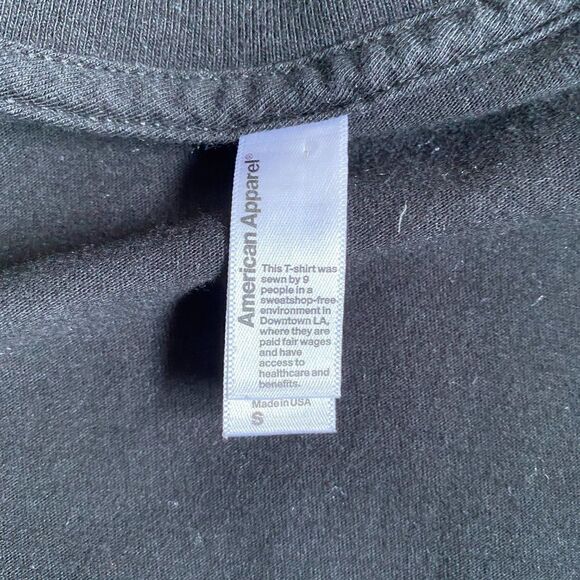 American Apparel®
This T-shirt was
sewn by 9
people in a
sweatshop-free
environment in
Downtown LA,
where they are
paid fair wages
and have
access to
healthcare and
benefits.
Made in USA
S